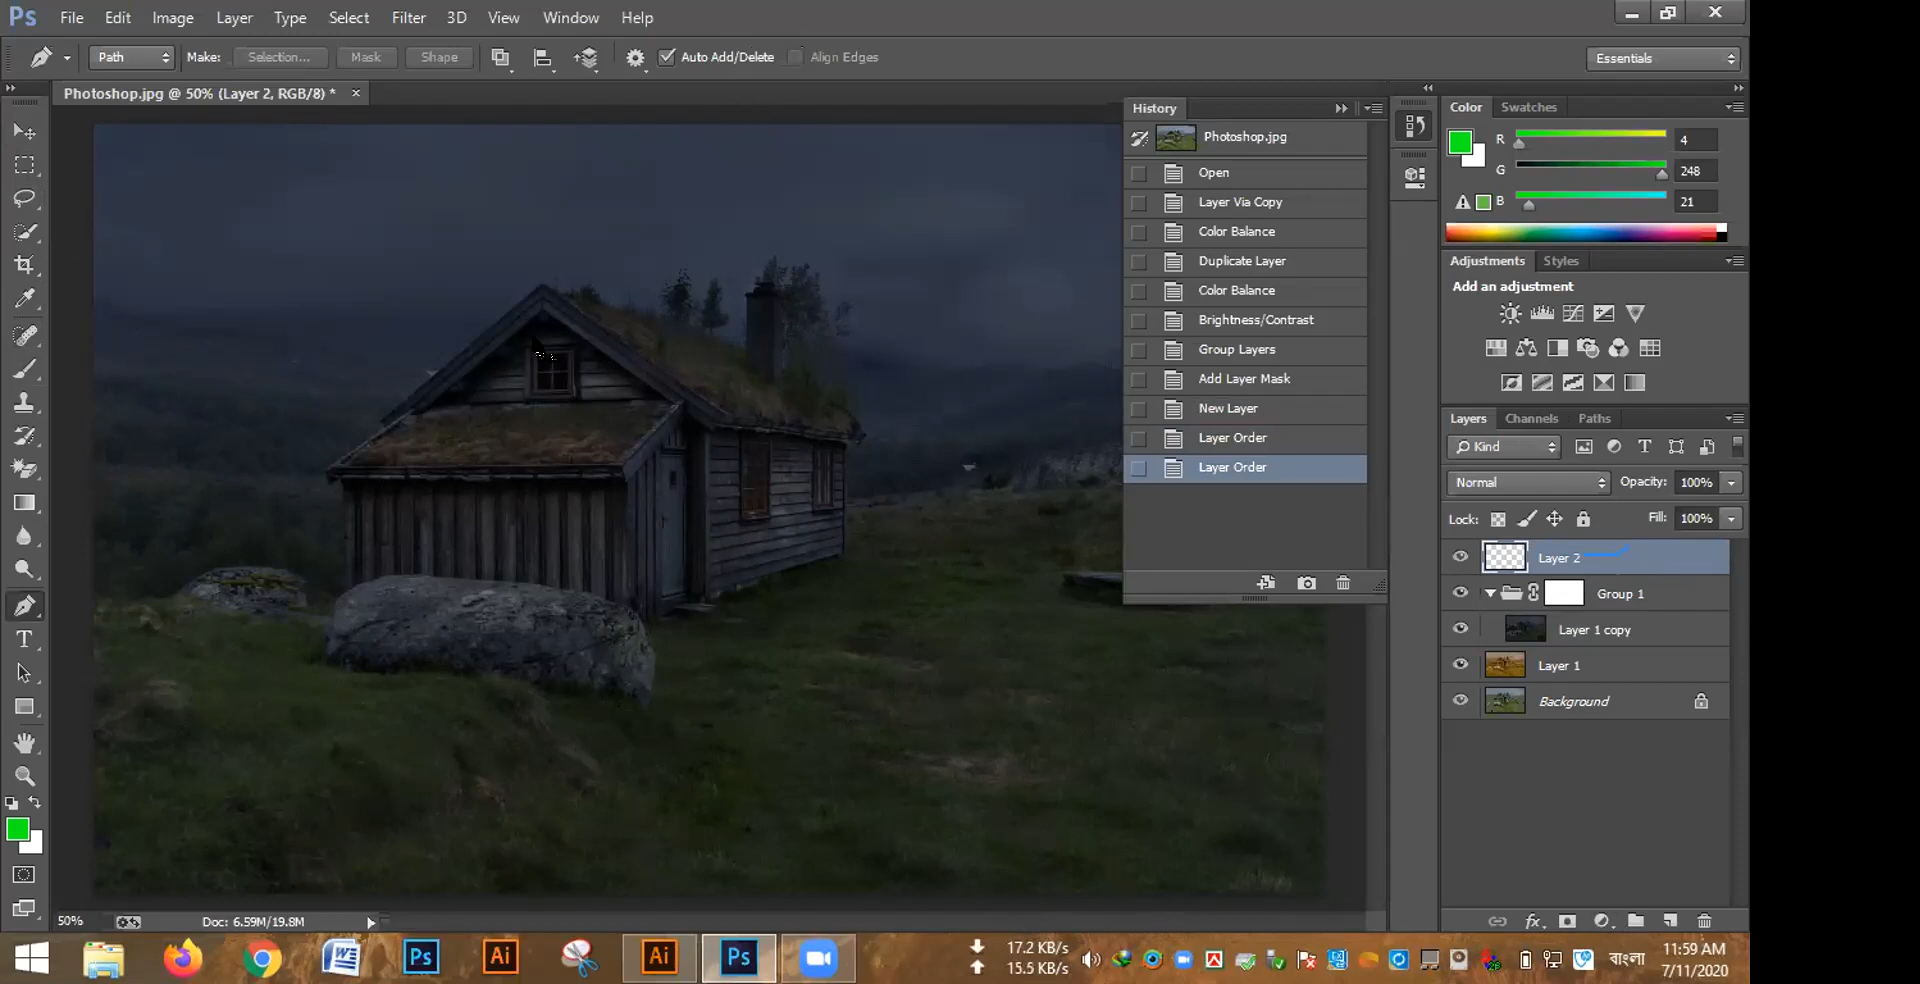 Ps File Edit Image Layer Type Select Filter 3D View Window Help
Path Make: Selection... Mask Shape Auto Add/Delete Align Edges Essentials
Photoshop.jpg @ 50% (Layer 2, RGB/8) * ×
History
Photoshop.jpg
Open
Layer Via Copy
Color Balance
Duplicate Layer
Color Balance
Brightness/Contrast
Group Layers
Add Layer Mask
New Layer
Layer Order
Layer Order
Color Swatches
R 4
G 248
B 21
Adjustments Styles
Add an adjustment
Layers Channels Paths
Kind
Normal Opacity: 100%
Lock: Fill: 100%
Layer 2
Group 1
Layer 1 copy
Layer 1
Background
fx
50% Doc: 6.59M/19.8M
Ps Ai Ai Ps
17.2 KB/s
15.5 KB/s
বাংলা
11:59 AM
7/11/2020